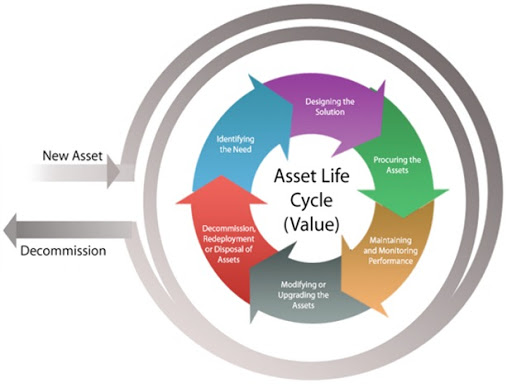 Designing the
Solution
Identifying
the Need
New Asset
Procuring the
Assets
Asset Life
Cycle
(Value)
Decommission,
Redeployment
or Disposal of
Assets
Maintaining
and Monitoring
Performance
Decommission
Modifying or
Upgrading the
Assets